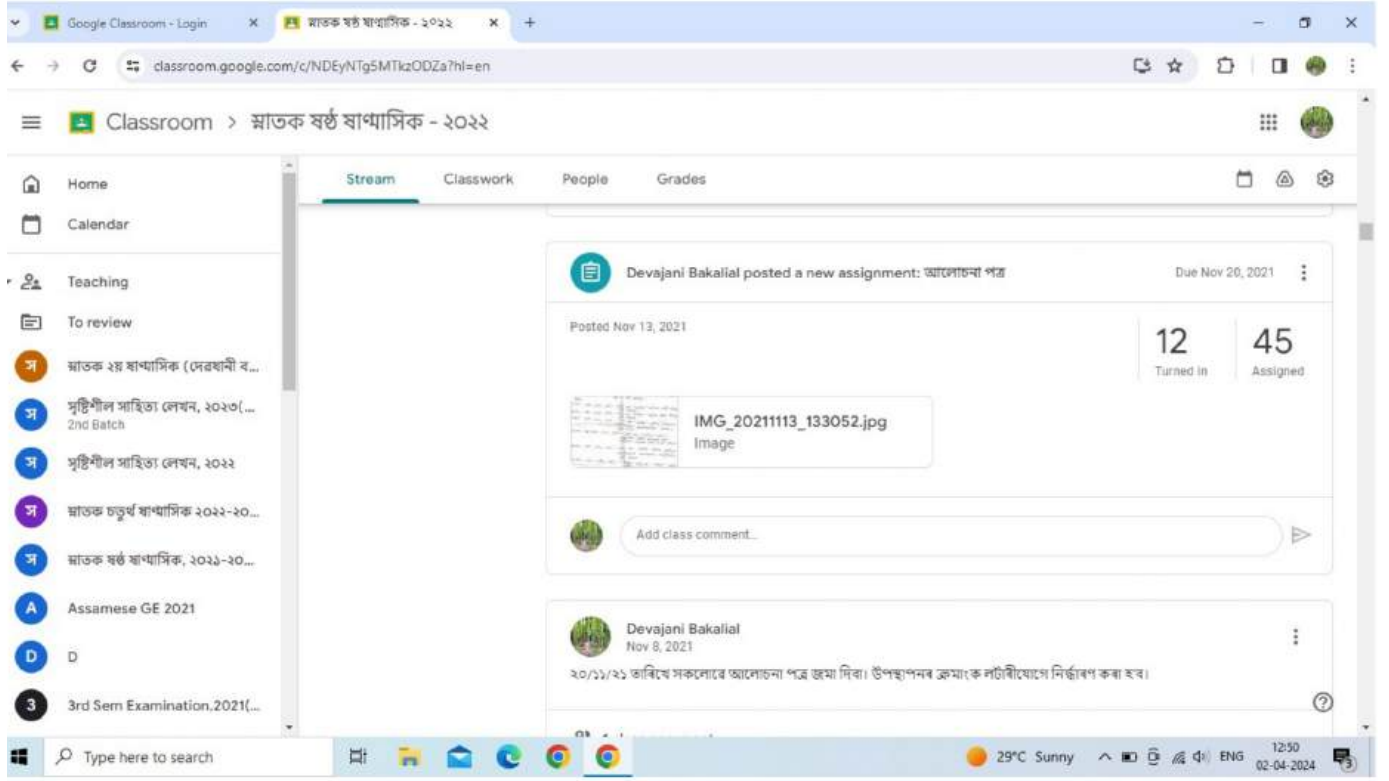 Google Classroom - Login
স্নাতক ষষ্ঠ ষাণ্মাসিক - ২০২২
classroom.google.com/c/NDEyNTg5MTkzODZa?hl=en
Classroom > স্নাতক ষষ্ঠ ষাণ্মাসিক - ২০২২
Home
Calendar
Teaching
To review
স স্নাতক ২য় ষাণ্মাসিক (দেৱযানী ব...
স সৃষ্টিশীল সাহিত্য লেখন, ২০২৩(...
2nd Batch
স সৃষ্টিশীল সাহিত্য লেখন, ২০২২
স স্নাতক চতুৰ্থ ষাণ্মাসিক ২০২২-২০...
স স্নাতক ষষ্ঠ ষাণ্মাসিক, ২০২১-২০...
A Assamese GE 2021
D D
3 3rd Sem Examination,2021(...
Stream Classwork People Grades
Devajani Bakalial posted a new assignment: আলোচনা পত্ৰ
Due Nov 20, 2021
Posted Nov 13, 2021
12 45
Turned in Assigned
IMG_20211113_133052.jpg
Image
Add class comment...
Devajani Bakalial
Nov 8, 2021
২০/১১/২১ তাৰিখে সকলোৱে আলোচনা পত্ৰ জমা দিবা। উপস্থাপনৰ ক্ৰমাংক লটাৰীযোগে নিৰ্দ্ধাৰণ কৰা হ'ব।
Type here to search
29°C Sunny
ENG
12:50
02-04-2024
3